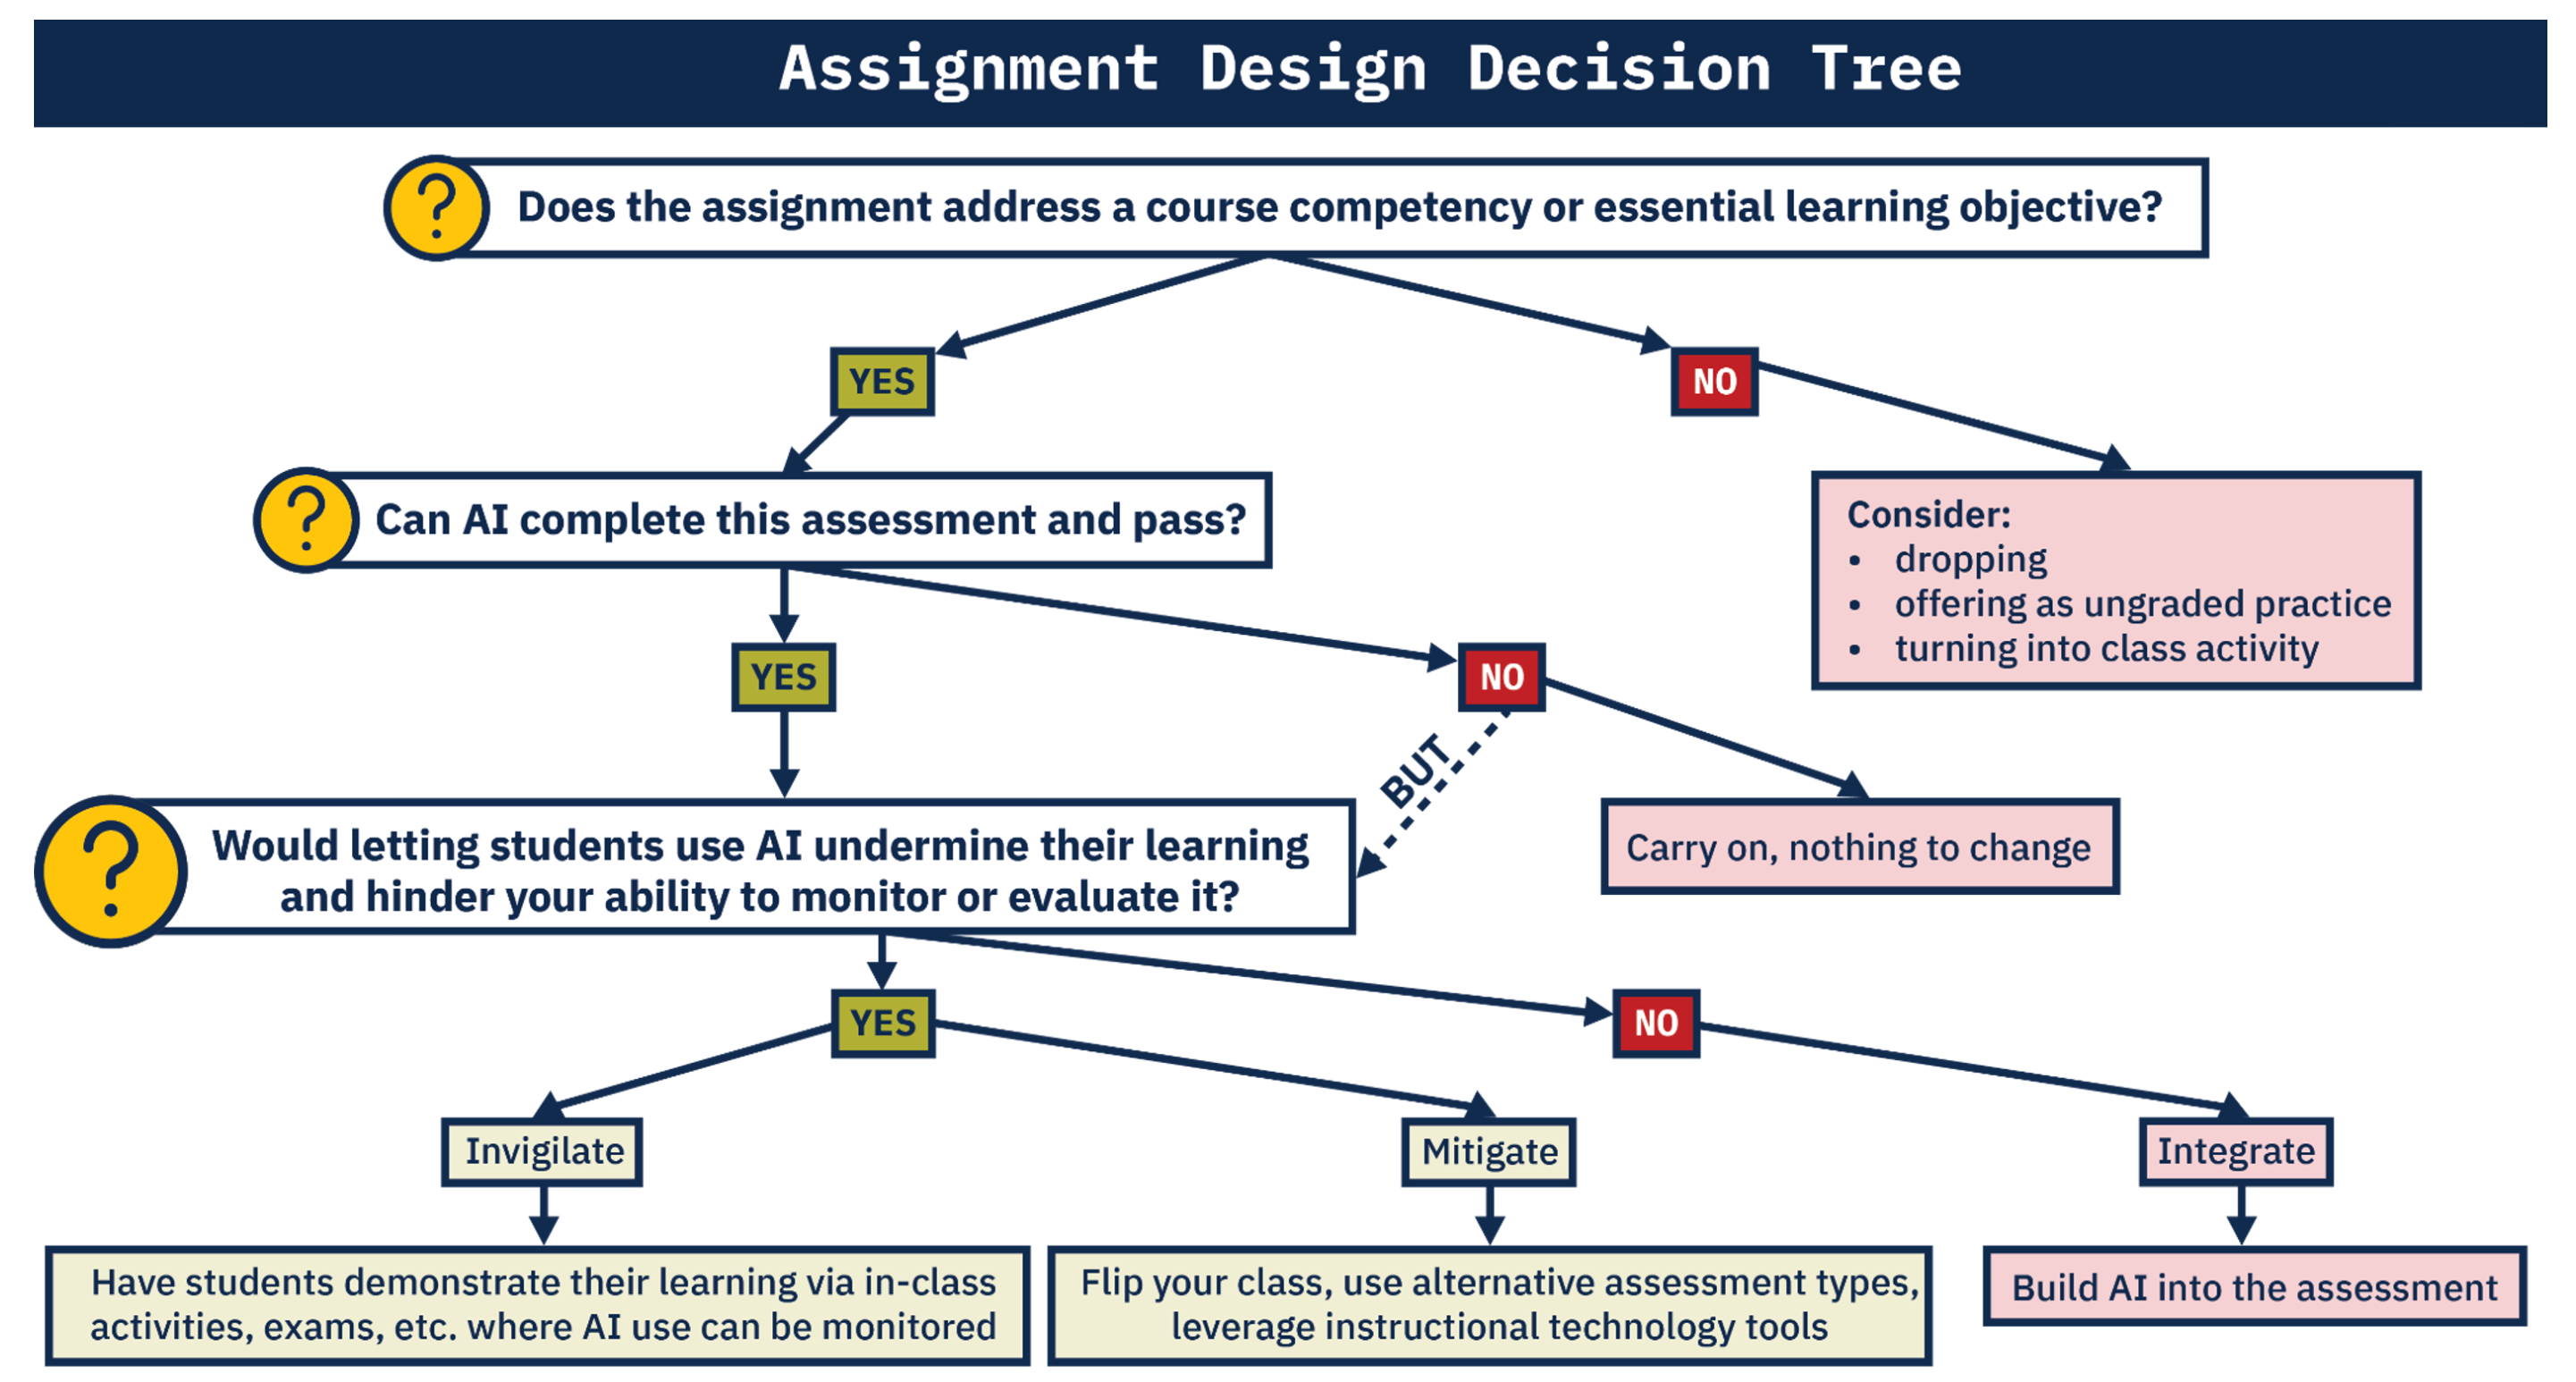 Assignment Design Decision Tree
?
Does the assignment address a course competency or essential learning objective?
YES
NO
?
Can AI complete this assessment and pass?
Consider:
• dropping
• offering as ungraded practice
• turning into class activity
YES
NO
BUT
?
Would letting students use AI undermine their learning
and hinder your ability to monitor or evaluate it?
Carry on, nothing to change
YES
NO
Invigilate
Mitigate
Integrate
Have students demonstrate their learning via in-class
activities, exams, etc. where AI use can be monitored
Flip your class, use alternative assessment types,
leverage instructional technology tools
Build AI into the assessment